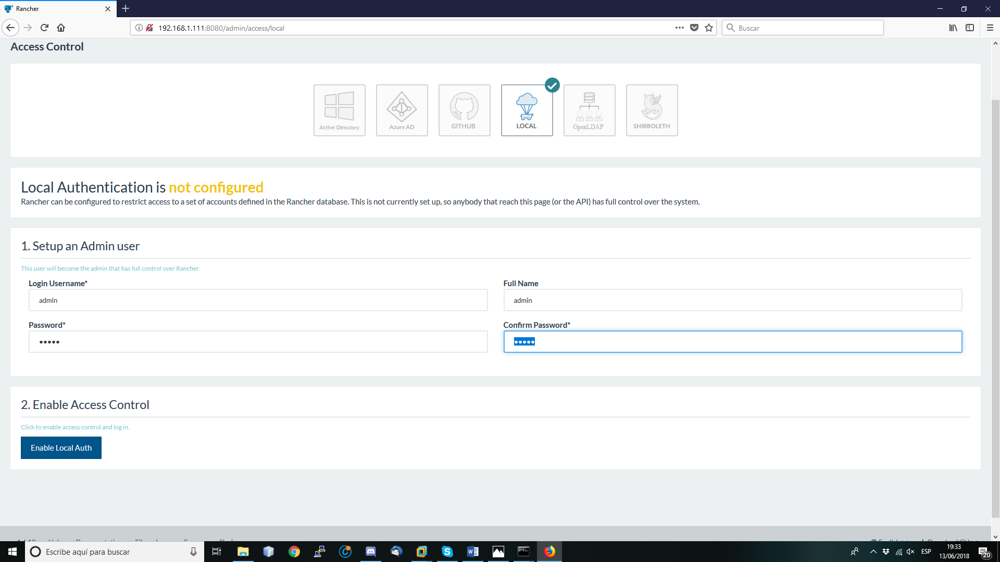 Rancher
192.168.1.111:8080/admin/access/local
Buscar
Access Control
Active Directory
Azure AD
GITHUB
LOCAL
OpenLDAP
SHIBBOLETH
Local Authentication is not configured
Rancher can be configured to restrict access to a set of accounts defined in the Rancher database. This is not currently set up, so anybody that reach this page (or the API) has full control over the system.
1. Setup an Admin user
This user will become the admin that has full control over Rancher.
Login Username*
Full Name
admin
admin
Password*
Confirm Password*
2. Enable Access Control
Click to enable access control and log in.
Enable Local Auth
Escribe aquí para buscar
ESP
19:33
13/06/2018
20